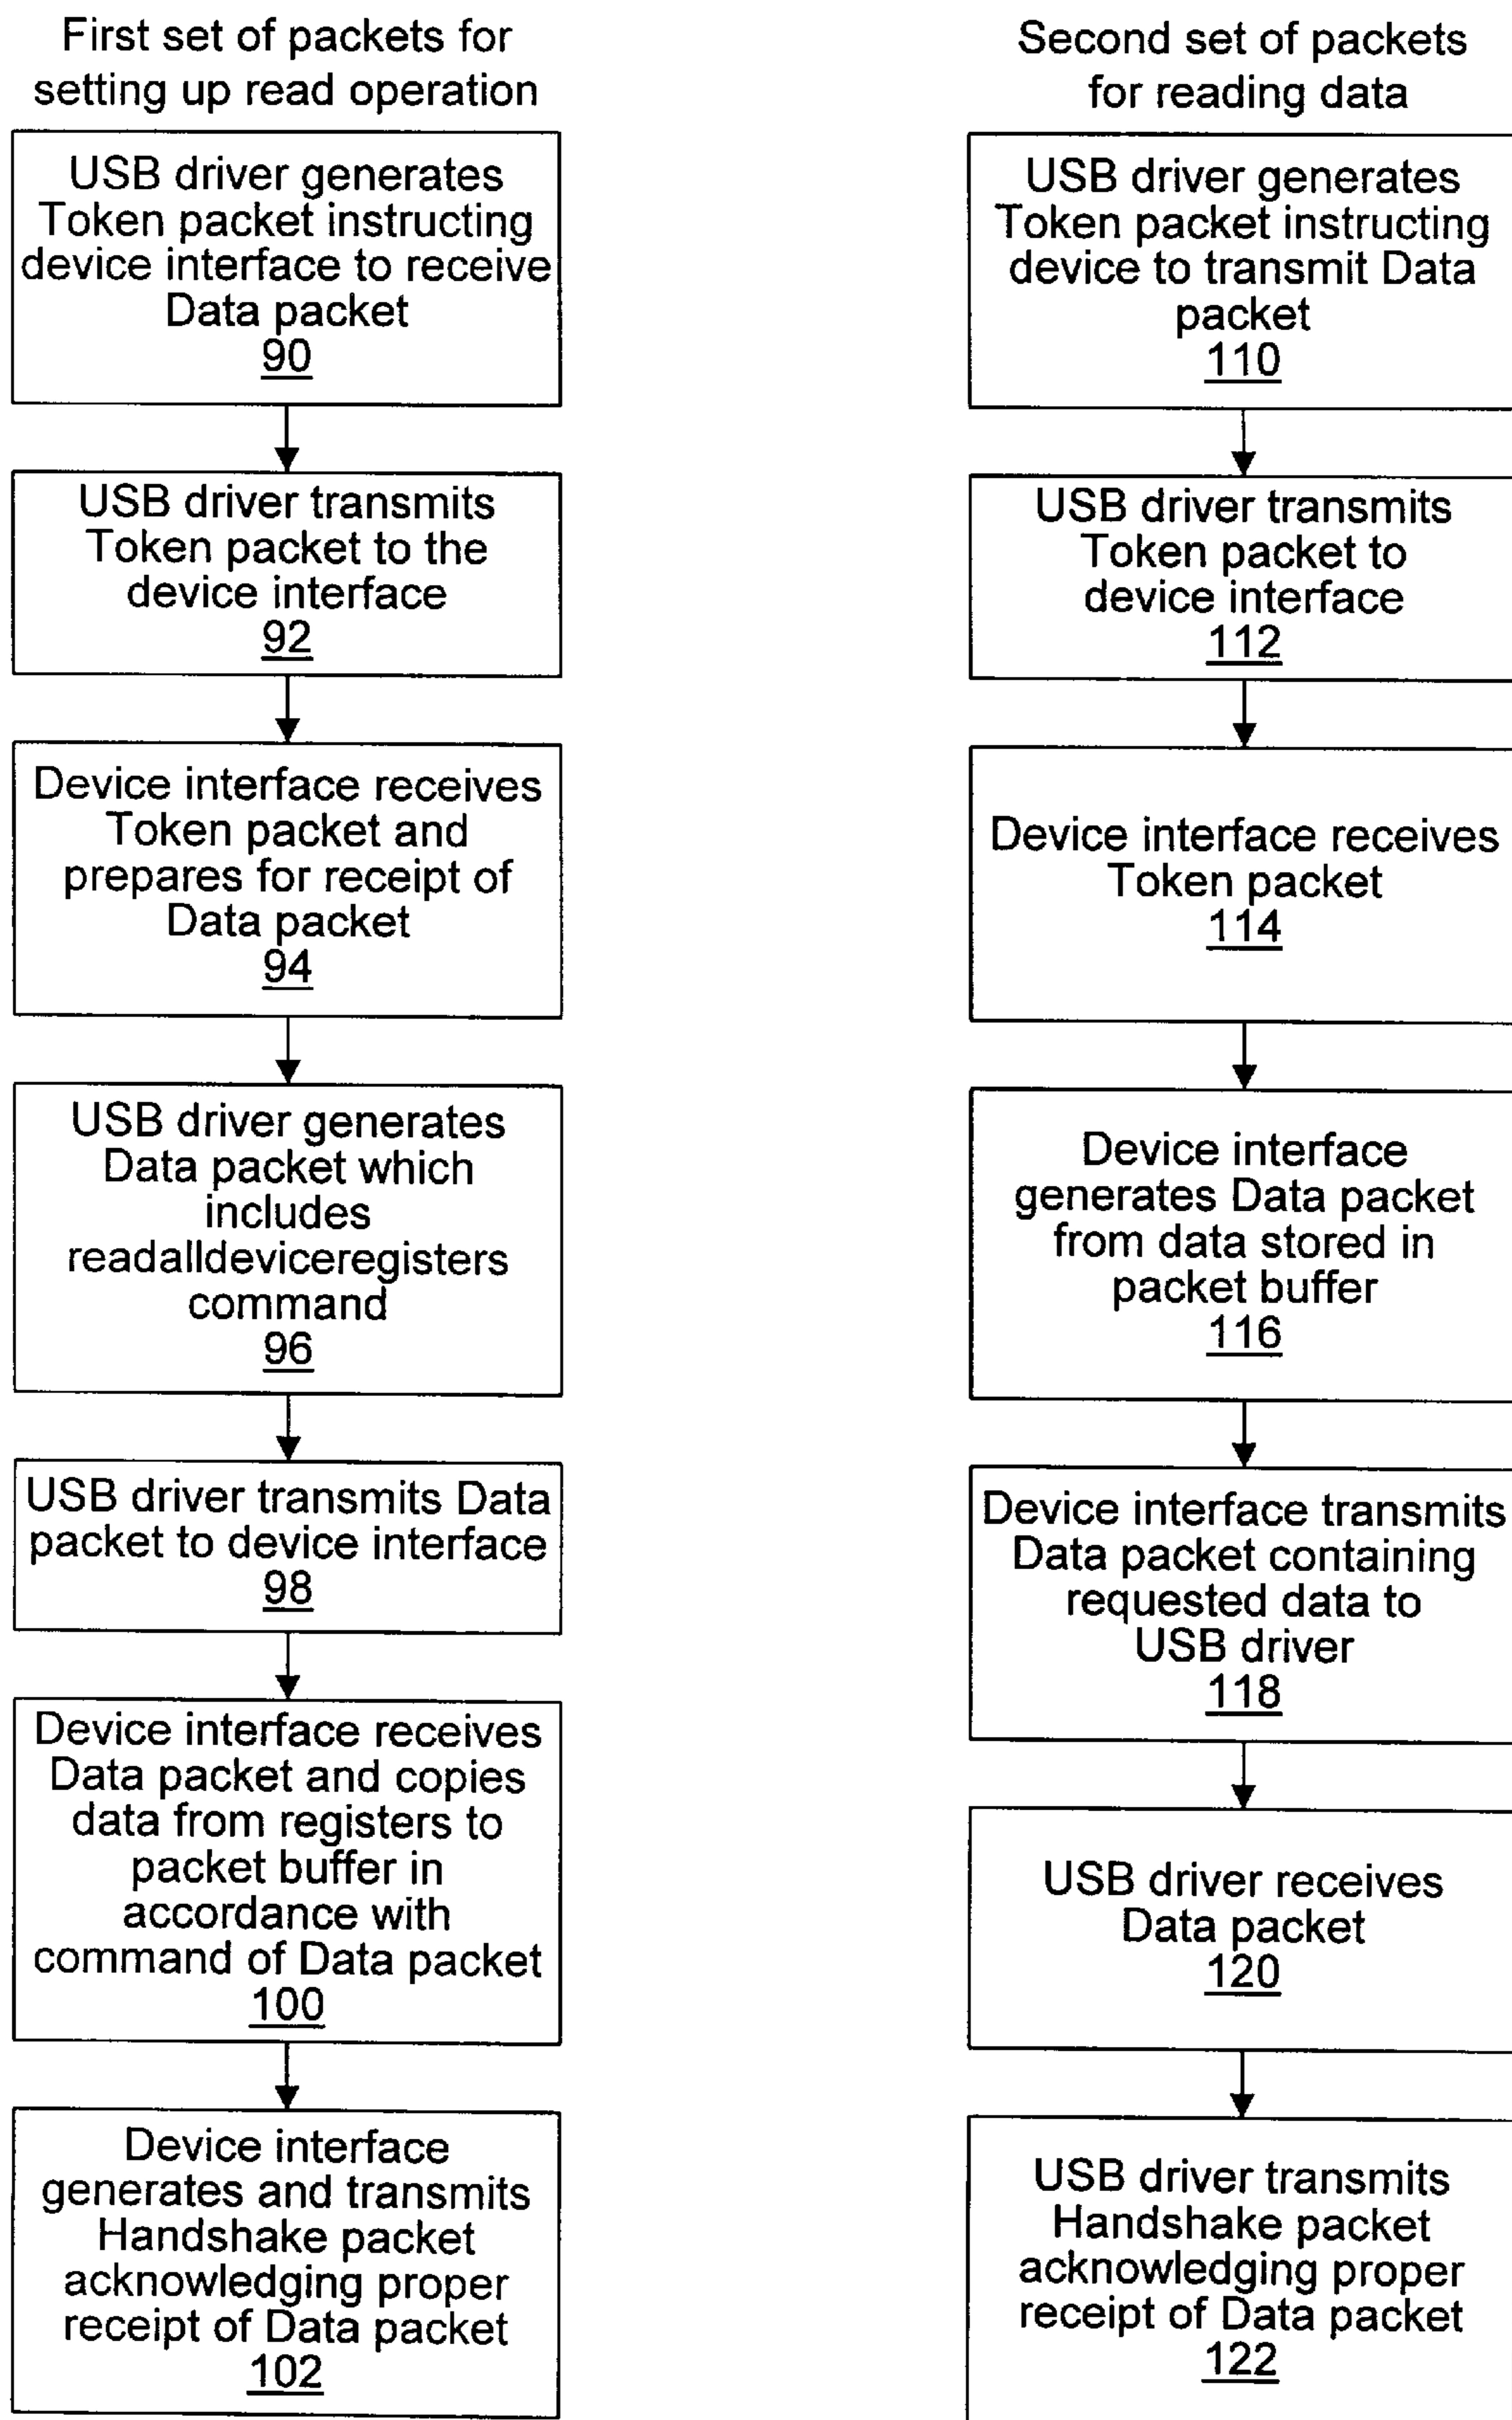 First set of packets for
setting up read operation
USB driver generates
Token packet instructing
device interface to receive
Data packet
90
USB driver transmits
Token packet to the
device interface
92
Device interface receives
Token packet and
prepares for receipt of
Data packet
94
USB driver generates
Data packet which
includes
readalldeviceregisters
command
96
USB driver transmits Data
packet to device interface
98
Device interface receives
Data packet and copies
data from registers to
packet buffer in
accordance with
command of Data packet
100
Device interface
generates and transmits
Handshake packet
acknowledging proper
receipt of Data packet
102
Second set of packets
for reading data
USB driver generates
Token packet instructing
device to transmit Data
packet
110
USB driver transmits
Token packet to
device interface
112
Device interface receives
Token packet
114
Device interface
generates Data packet
from data stored in
packet buffer
116
Device interface transmits
Data packet containing
requested data to
USB driver
118
USB driver receives
Data packet
120
USB driver transmits
Handshake packet
acknowledging proper
receipt of Data packet
122